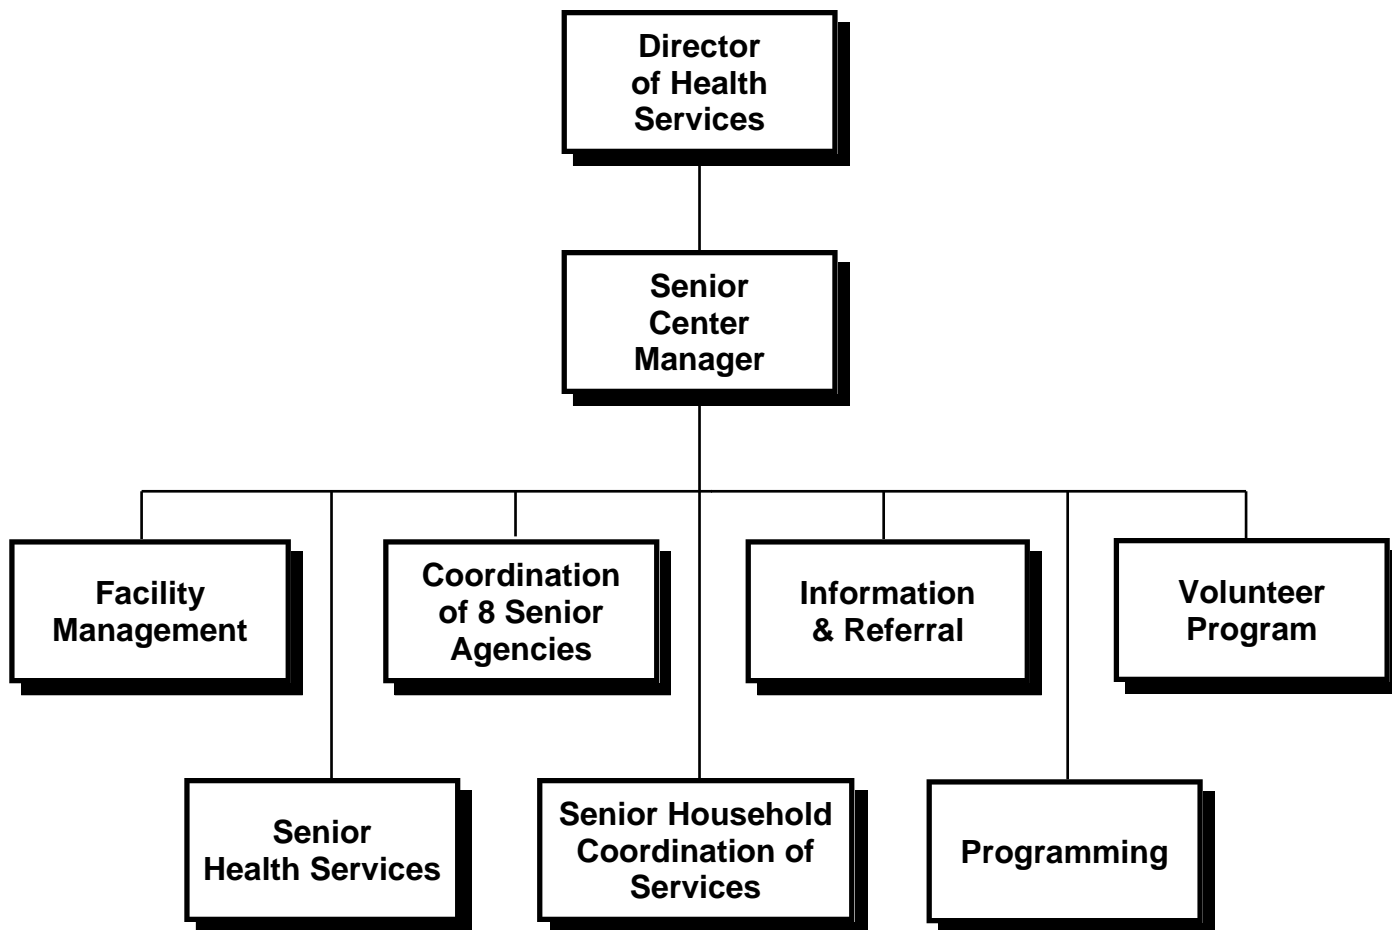 Director
of Health
Services
Senior
Center
Manager
Facility
Management
Coordination
of 8 Senior
Agencies
Information
& Referral
Volunteer
Program
Senior
Health Services
Senior Household
Coordination of
Services
Programming